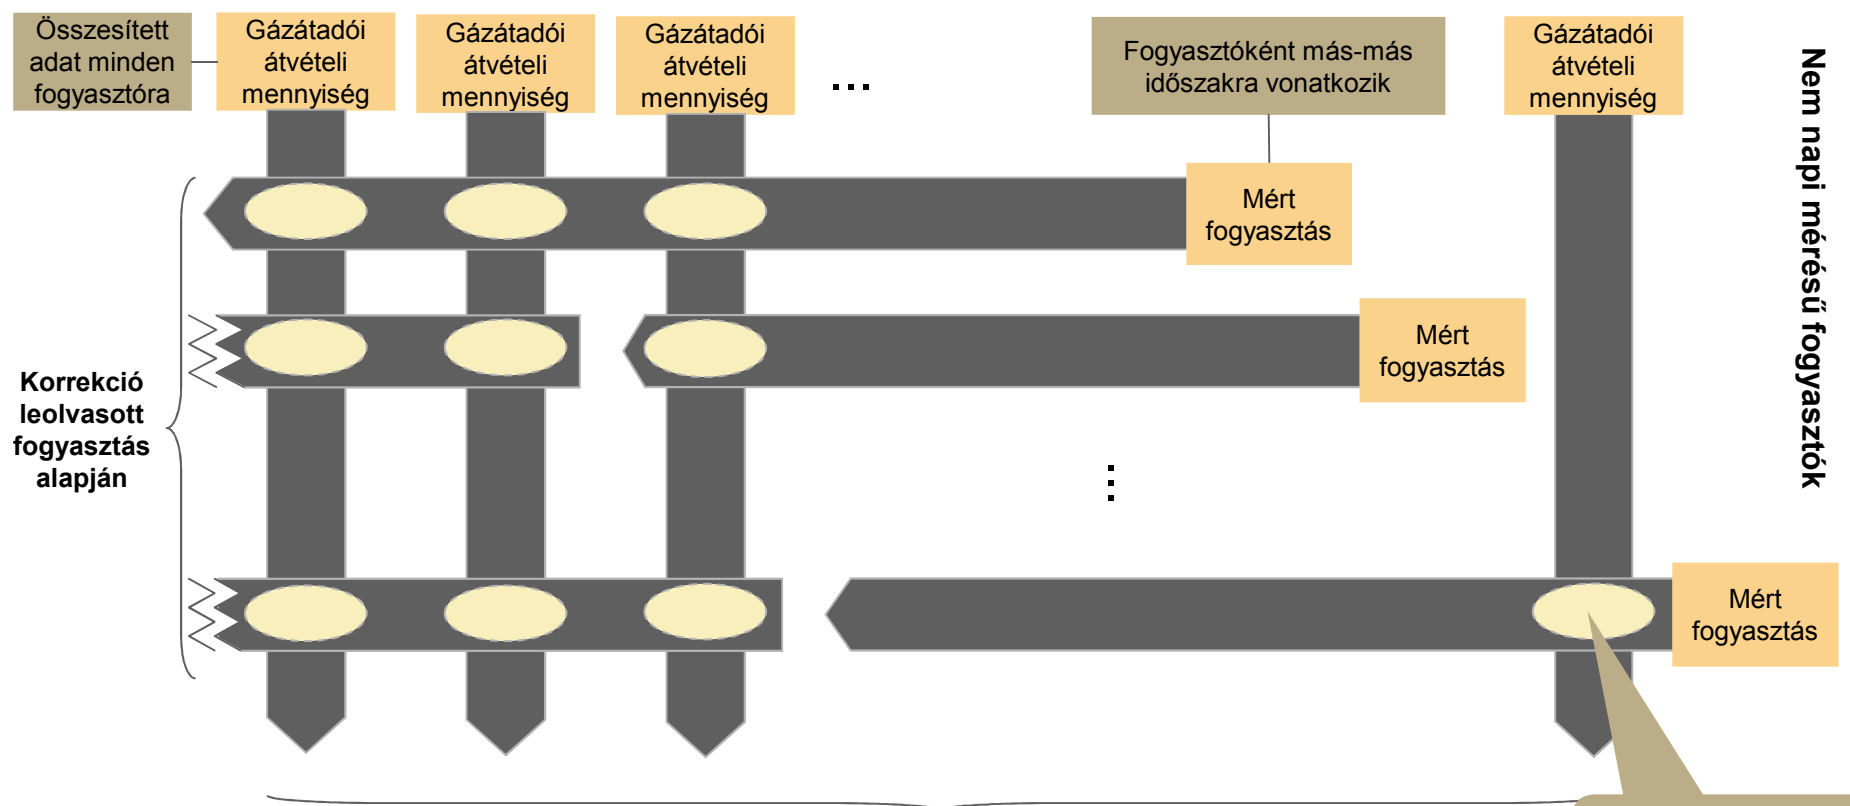 Összesített
adat minden
fogyasztóra
Gázátadói
átvételi
mennyiség
Gázátadói
átvételi
mennyiség
Gázátadói
átvételi
mennyiség
...
Fogyasztóként más-más
időszakra vonatkozik
Gázátadói
átvételi
mennyiség
Nem napi mérésű fogyasztók
Mért
fogyasztás
Mért
fogyasztás
Korrekció
leolvasott
fogyasztás
alapján
...
Mért
fogyasztás